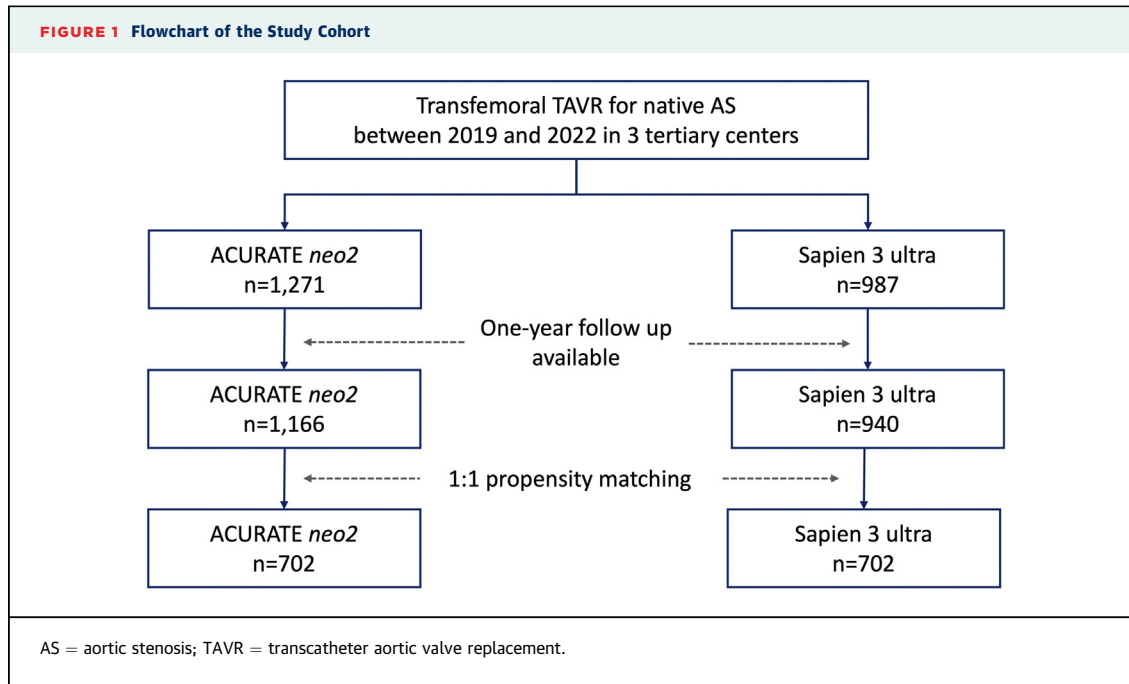 FIGURE 1 Flowchart of the Study Cohort
Transfemoral TAVR for native AS
between 2019 and 2022 in 3 tertiary centers
ACURATE neo2
n=1,271
Sapien 3 ultra
n=987
One-year follow up
available
ACURATE neo2
n=1,166
Sapien 3 ultra
n=940
1:1 propensity matching
ACURATE neo2
n=702
Sapien 3 ultra
n=702
AS = aortic stenosis; TAVR = transcatheter aortic valve replacement.